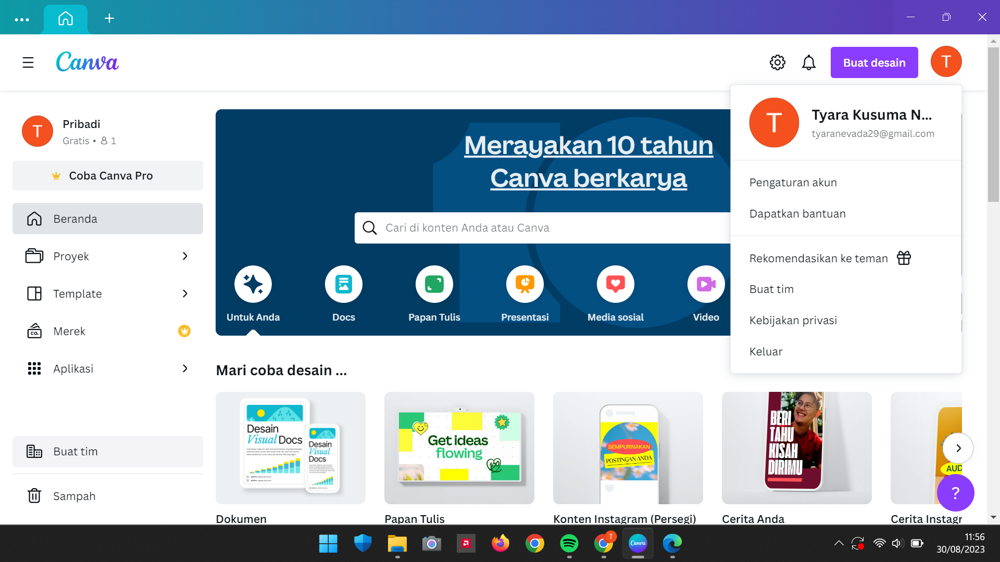 Canva
Buat desain
T
T
Pribadi
Gratis • 1
Coba Canva Pro
Beranda
Proyek
Template
CO.
Merek
Aplikasi
Buat tim
Sampah
Merayakan 10 tahun
Canva berkarya
Cari di konten Anda atau Canva
Untuk Anda
Docs
Papan Tulis
Presentasi
Media sosial
Video
T
Tyara Kusuma N...
tyaranevada29@gmail.com
Pengaturan akun
Dapatkan bantuan
Rekomendasikan ke teman
Buat tim
Kebijakan privasi
Keluar
Mari coba desain ...
Desain
Visual Docs
Desain
Visual
Docs
Get ideas
flowing
100
SEMPURNAKAN
POSTINGAN ANDA
BERI
TAHU
KISAH
DIRIMU
AUD
?
Dokumen
Papan Tulis
Konten Instagram (Persegi)
Cerita Anda
Cerita Instagr
T
Canva
11:56
30/08/2023